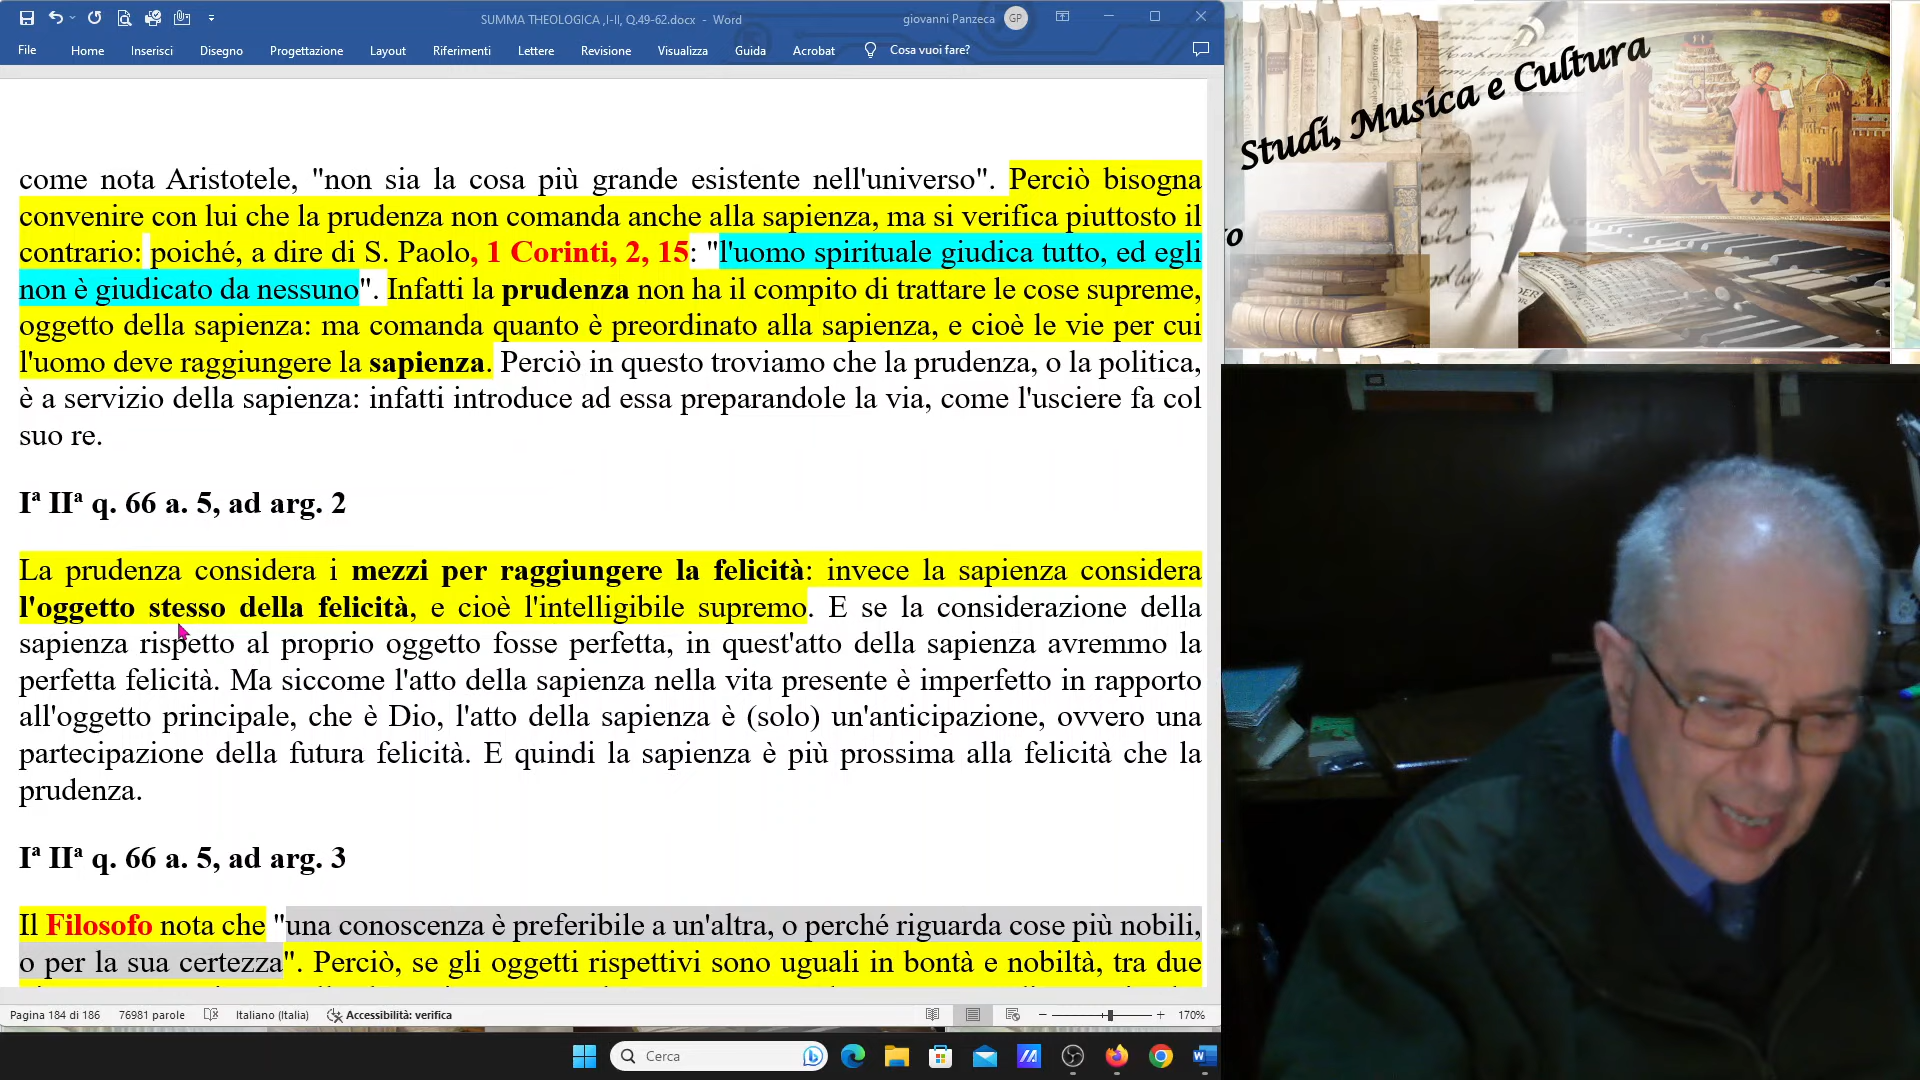 SUMMA THEOLOGICA ,I-II, Q.49-62.docx - Word
giovanni Panzeca GP
File Home Inserisci Disegno Progettazione Layout Riferimenti Lettere Revisione Visualizza Guida Acrobat Cosa vuoi fare?
come nota Aristotele, "non sia la cosa più grande esistente nell'universo". Perciò bisogna
convenire con lui che la prudenza non comanda anche alla sapienza, ma si verifica piuttosto il
contrario: poiché, a dire di S. Paolo, 1 Corinti, 2, 15: "l'uomo spirituale giudica tutto, ed egli
non è giudicato da nessuno". Infatti la prudenza non ha il compito di trattare le cose supreme,
oggetto della sapienza: ma comanda quanto è preordinato alla sapienza, e cioè le vie per cui
l'uomo deve raggiungere la sapienza. Perciò in questo troviamo che la prudenza, o la politica,
è a servizio della sapienza: infatti introduce ad essa preparandole la via, come l'usciere fa col
suo re.
Iª IIª q. 66 a. 5, ad arg. 2
La prudenza considera i mezzi per raggiungere la felicità: invece la sapienza considera
l'oggetto stesso della felicità, e cioè l'intelligibile supremo. E se la considerazione della
sapienza rispetto al proprio oggetto fosse perfetta, in quest'atto della sapienza avremmo la
perfetta felicità. Ma siccome l'atto della sapienza nella vita presente è imperfetto in rapporto
all'oggetto principale, che è Dio, l'atto della sapienza è (solo) un'anticipazione, ovvero una
partecipazione della futura felicità. E quindi la sapienza è più prossima alla felicità che la
prudenza.
Iª IIª q. 66 a. 5, ad arg. 3
Il Filosofo nota che "una conoscenza è preferibile a un'altra, o perché riguarda cose più nobili,
o per la sua certezza". Perciò, se gli oggetti rispettivi sono uguali in bontà e nobiltà, tra due
Pagina 184 di 186 76981 parole Italiano (Italia) Accessibilità: verifica 170%
Cerca
Studi, Musica e Cultura